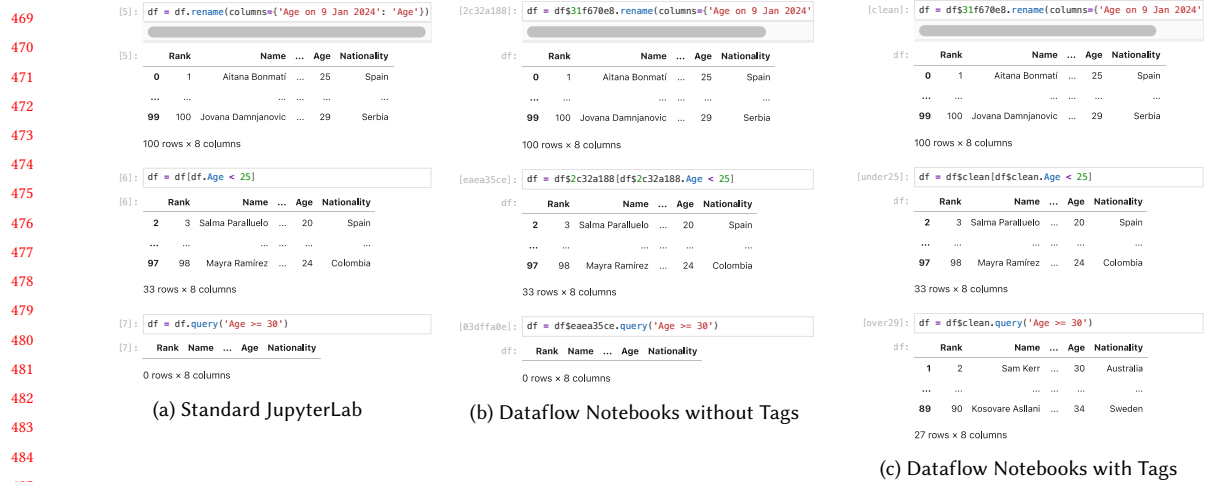 469
470
471
472
473
474
475
476
477
478
479
480
481
482
483
484
[5]: df = df.rename(columns={'Age on 9 Jan 2024': 'Age'})
[5]: Rank Name ... Age Nationality
0 1 Aitana Bonmatí ... 25 Spain
... ... ... ... ... ...
99 100 Jovana Damnjanovic ... 29 Serbia
100 rows × 8 columns
[6]: df = df[df.Age < 25]
[6]: Rank Name ... Age Nationality
2 3 Salma Paralluelo ... 20 Spain
... ... ... ... ... ...
97 98 Mayra Ramírez ... 24 Colombia
33 rows × 8 columns
[7]: df = df.query('Age >= 30')
[7]: Rank Name ... Age Nationality
0 rows × 8 columns
(a) Standard JupyterLab
[2c32a188]: df = df$31f670e8.rename(columns={'Age on 9 Jan 2024'
df: Rank Name ... Age Nationality
0 1 Aitana Bonmatí ... 25 Spain
... ... ... ... ... ...
99 100 Jovana Damnjanovic ... 29 Serbia
100 rows × 8 columns
[eaea35ce]: df = df$2c32a188[df$2c32a188.Age < 25]
df: Rank Name ... Age Nationality
2 3 Salma Paralluelo ... 20 Spain
... ... ... ... ... ...
97 98 Mayra Ramírez ... 24 Colombia
33 rows × 8 columns
[03dffa0e]: df = df$eaea35ce.query('Age >= 30')
df: Rank Name ... Age Nationality
0 rows × 8 columns
(b) Dataflow Notebooks without Tags
[clean]: df = df$31f670e8.rename(columns={'Age on 9 Jan 2024'
df: Rank Name ... Age Nationality
0 1 Aitana Bonmatí ... 25 Spain
... ... ... ... ... ...
99 100 Jovana Damnjanovic ... 29 Serbia
100 rows × 8 columns
[under25]: df = df$clean[df$clean.Age < 25]
df: Rank Name ... Age Nationality
2 3 Salma Paralluelo ... 20 Spain
... ... ... ... ... ...
97 98 Mayra Ramírez ... 24 Colombia
33 rows × 8 columns
[over29]: df = df$clean.query('Age >= 30')
df: Rank Name ... Age Nationality
1 2 Sam Kerr ... 30 Australia
... ... ... ... ... ...
89 90 Kosovare Asllani ... 34 Sweden
27 rows × 8 columns
(c) Dataflow Notebooks with Tags